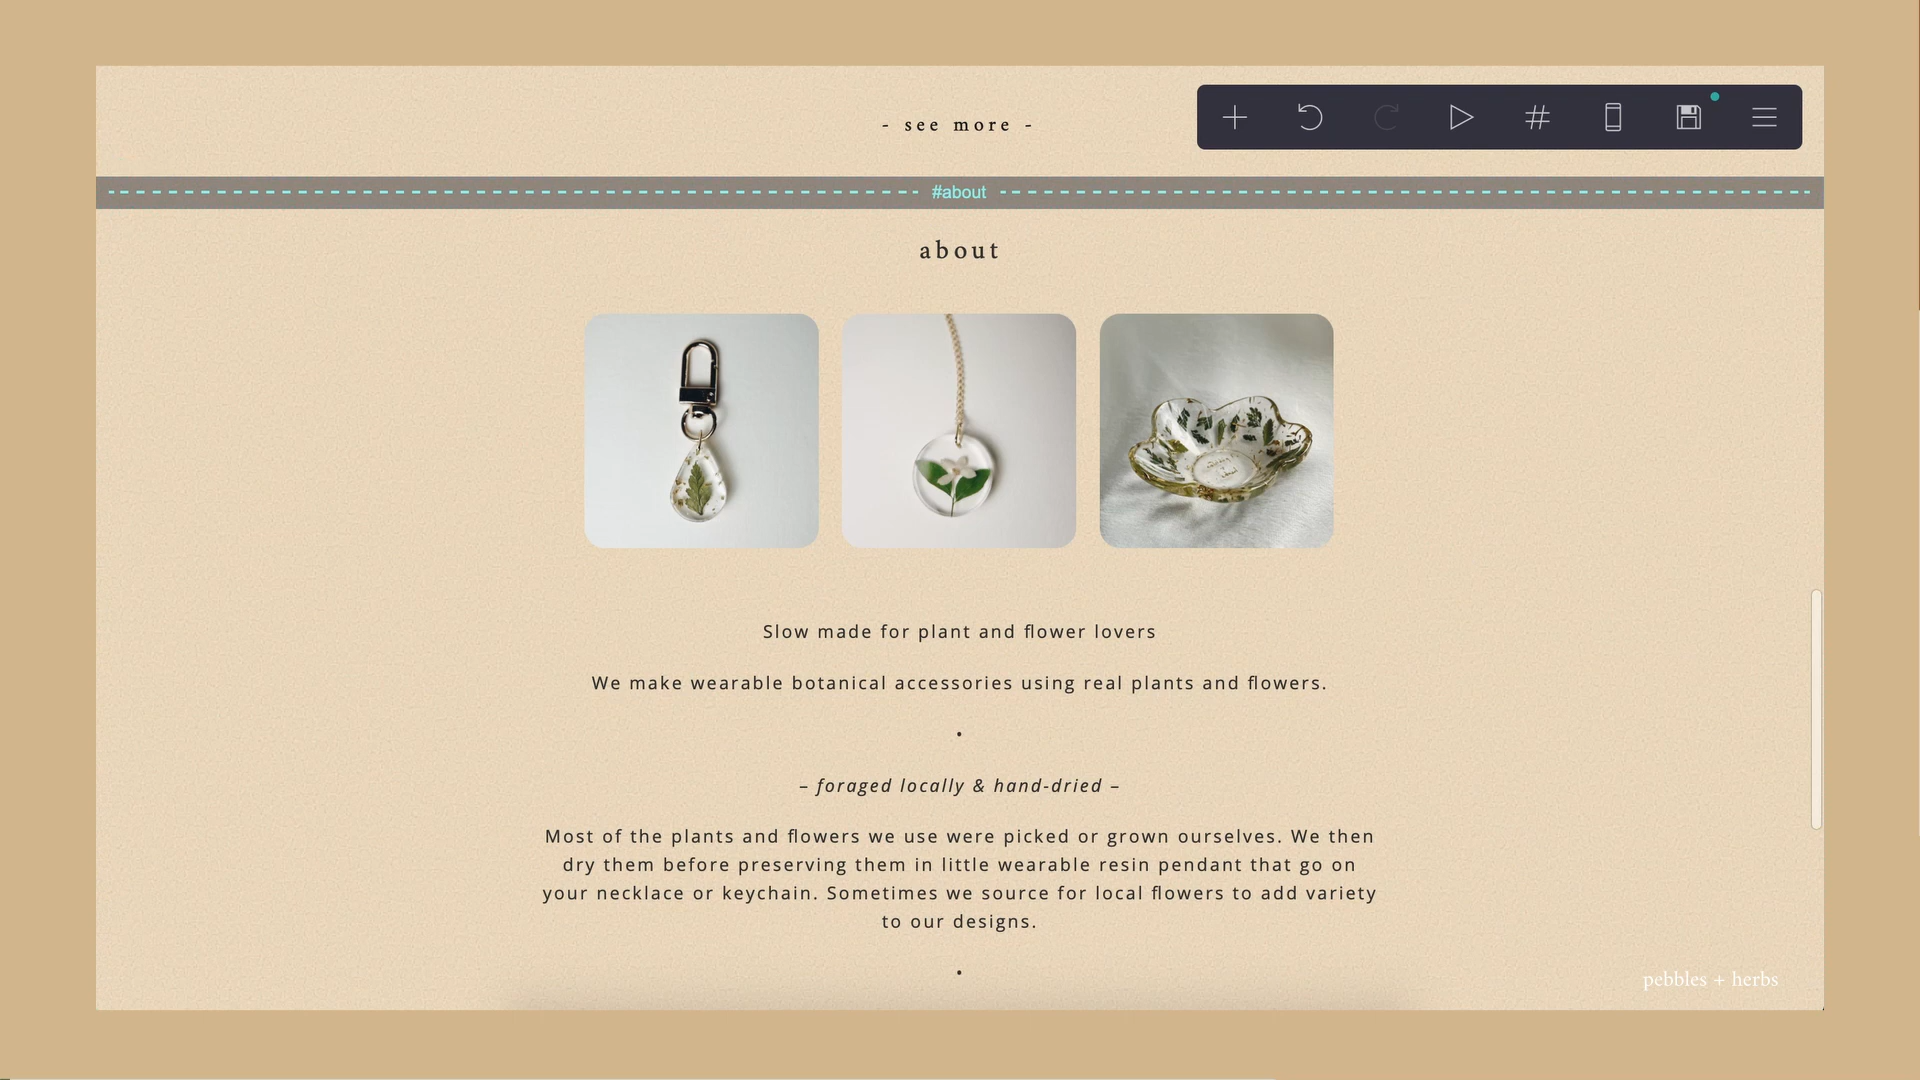 - see more -
#about
about
Slow made for plant and flower lovers
We make wearable botanical accessories using real plants and flowers.
•
– foraged locally & hand-dried –
Most of the plants and flowers we use were picked or grown ourselves. We then
dry them before preserving them in little wearable resin pendant that go on
your necklace or keychain. Sometimes we source for local flowers to add variety
to our designs.
•
pebbles + herbs